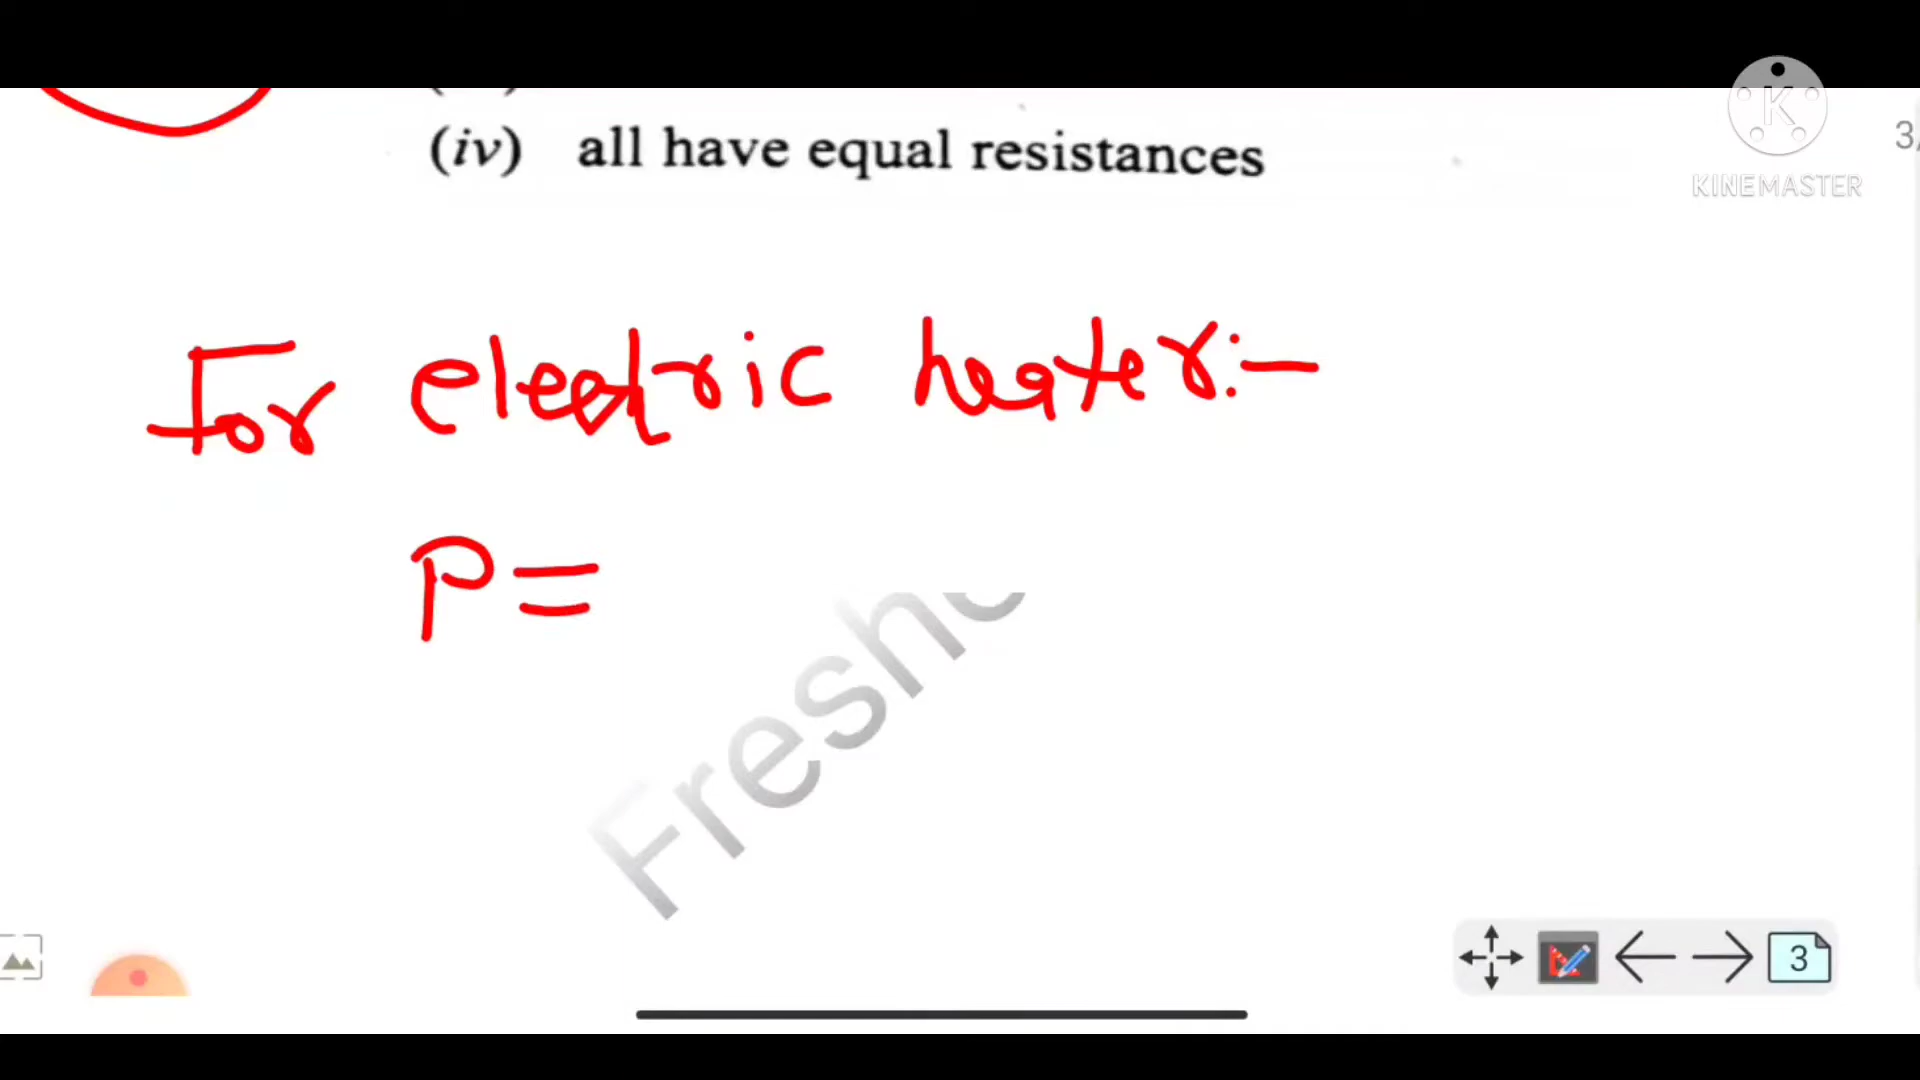 (iv) all have equal resistances
KINEMASTER
For electric heater:-
P=
Fresh
3